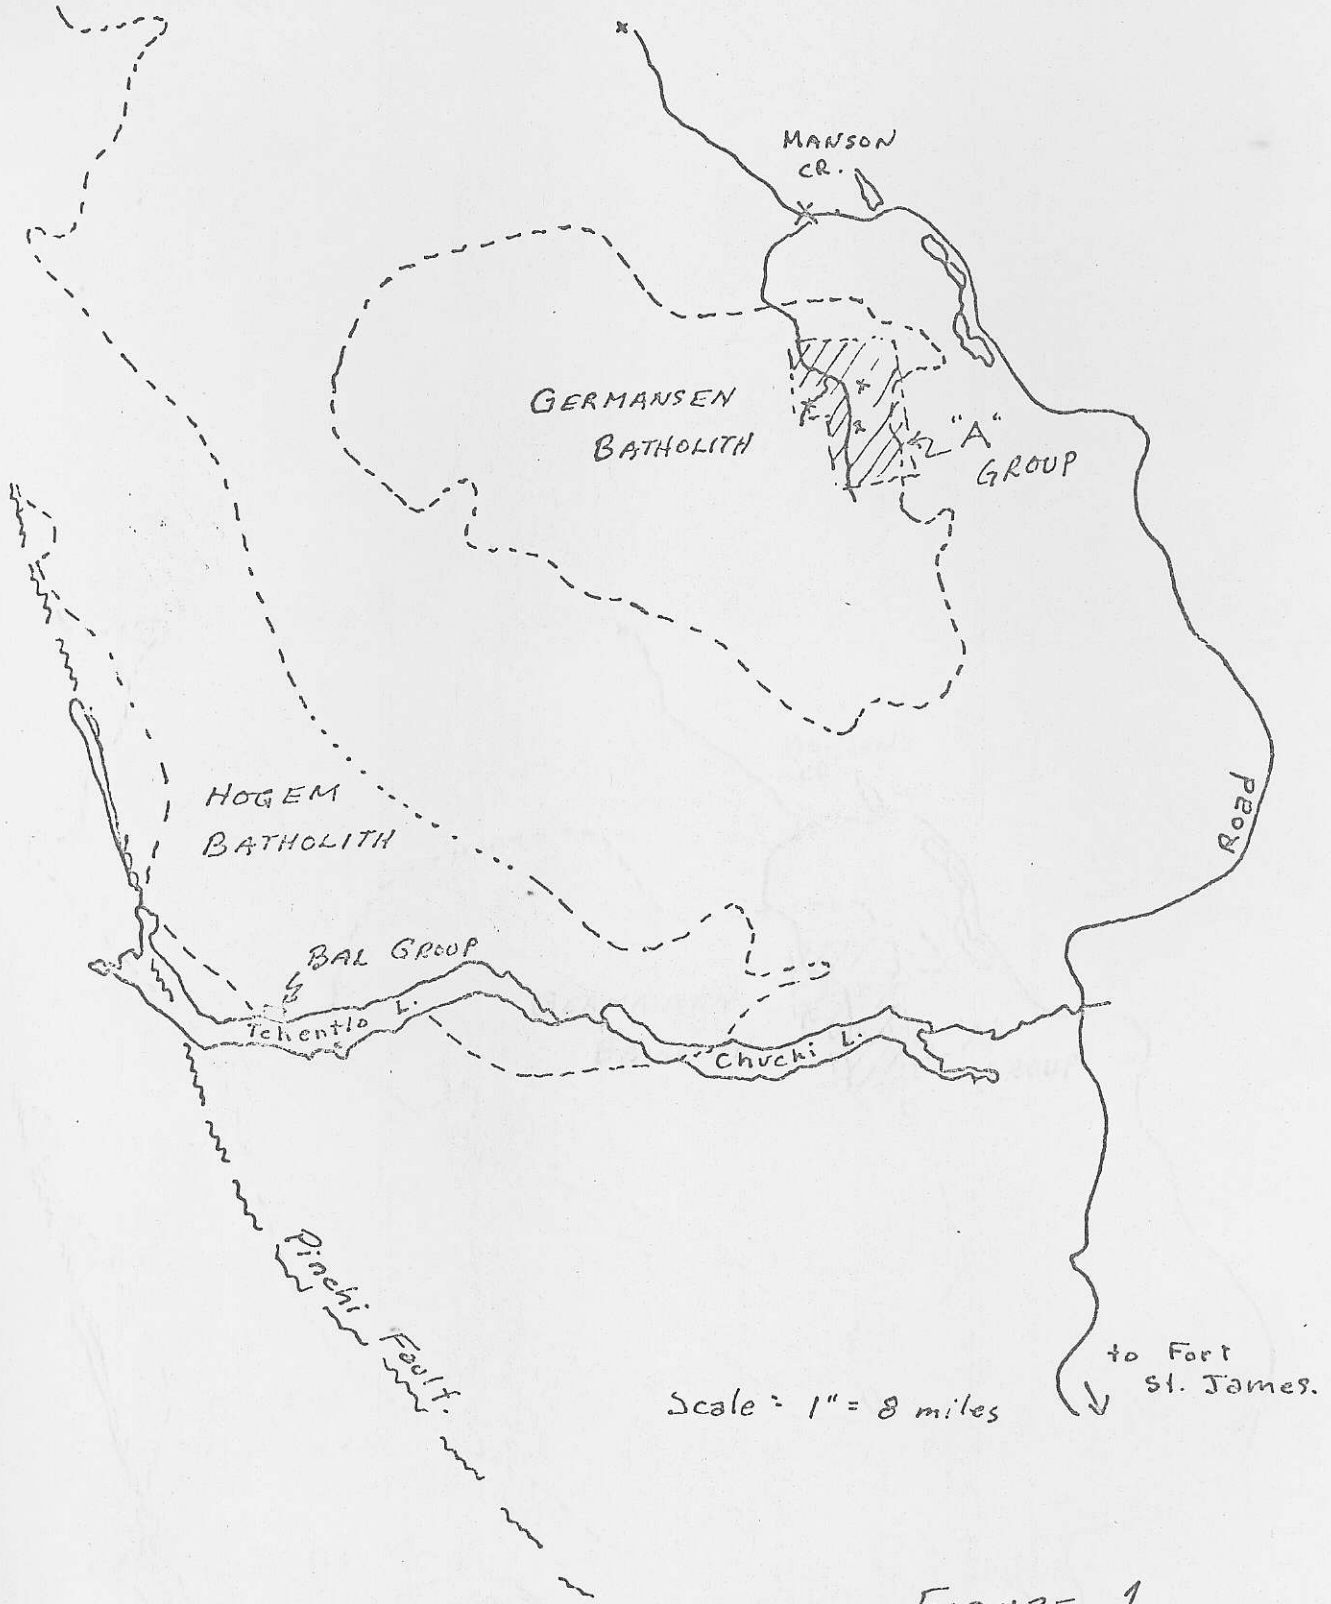 MANSON
CR.
GERMANSEN
BATHOLITH
"A"
GROUP
HOGEM
BATHOLITH
Road
BAL GROUP
Tchentlo L.
Chuchi L.
Pinchi Fault.
to Fort
St. James.
Scale: 1" = 8 miles
FIGURE 1